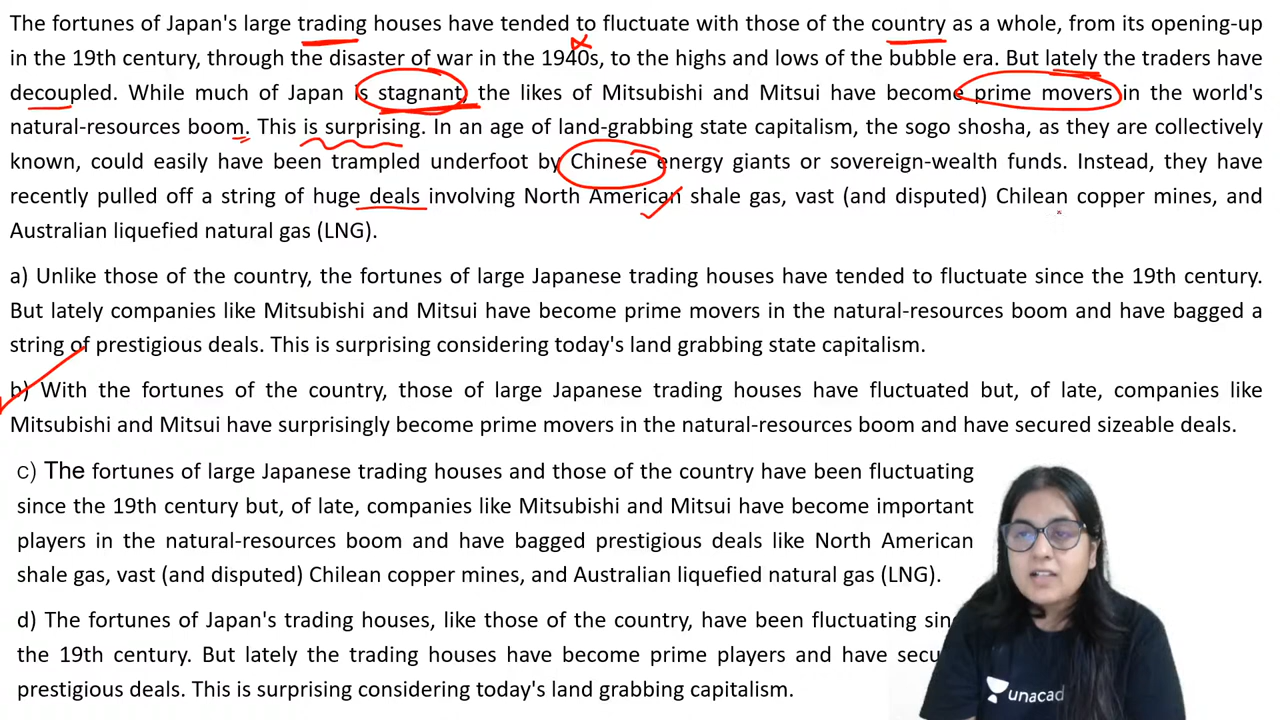 The fortunes of Japan's large trading houses have tended to fluctuate with those of the country as a whole, from its opening-up
in the 19th century, through the disaster of war in the 1940s, to the highs and lows of the bubble era. But lately the traders have
decoupled. While much of Japan is stagnant, the likes of Mitsubishi and Mitsui have become prime movers in the world's
natural-resources boom. This is surprising. In an age of land-grabbing state capitalism, the sogo shosha, as they are collectively
known, could easily have been trampled underfoot by Chinese energy giants or sovereign-wealth funds. Instead, they have
recently pulled off a string of huge deals involving North American shale gas, vast (and disputed) Chilean copper mines, and
Australian liquefied natural gas (LNG).
a) Unlike those of the country, the fortunes of large Japanese trading houses have tended to fluctuate since the 19th century.
But lately companies like Mitsubishi and Mitsui have become prime movers in the natural-resources boom and have bagged a
string of prestigious deals. This is surprising considering today's land grabbing state capitalism.
b) With the fortunes of the country, those of large Japanese trading houses have fluctuated but, of late, companies like
Mitsubishi and Mitsui have surprisingly become prime movers in the natural-resources boom and have secured sizeable deals.
c) The fortunes of large Japanese trading houses and those of the country have been fluctuating
since the 19th century but, of late, companies like Mitsubishi and Mitsui have become important
players in the natural-resources boom and have bagged prestigious deals like North American
shale gas, vast (and disputed) Chilean copper mines, and Australian liquefied natural gas (LNG).
d) The fortunes of Japan's trading houses, like those of the country, have been fluctuating
the 19th century. But lately the trading houses have become prime players and have
prestigious deals. This is surprising considering today's land grabbing capitalism.
unacad